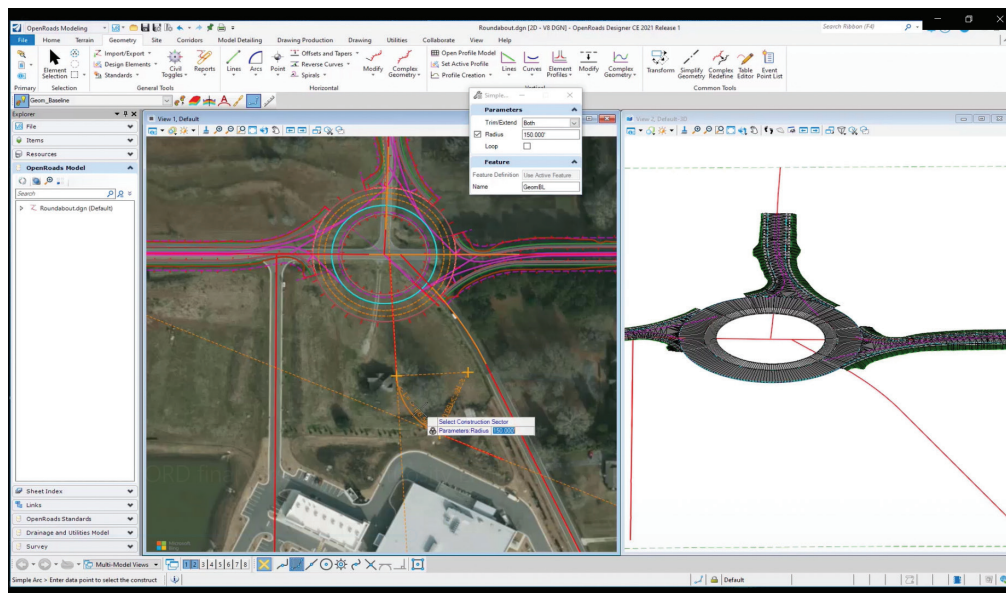 OpenRoads Modeling
Roundabout.dgn [2D - V8 DGN] - OpenRoads Designer CE 2021 Release 1
Search Ribbon (F4)
File Home Terrain Geometry Site Corridors Model Detailing Drawing Production Drawing Utilities Collaborate View Help
Element Selection
Import/Export
Design Elements
Standards
Civil Toggles
Reports
Lines
Arcs
Point
Offsets and Tapers
Reverse Curves
Spirals
Modify
Complex Geometry
Open Profile Model
Set Active Profile
Profile Creation
Lines
Curves
Element Profiles
Modify
Complex Geometry
Transform
Simplify Geometry
Complex Redefine
Table Editor
Event Point List
Primary Selection General Tools Horizontal Common Tools
Geom_Baseline
Explorer
File
Items
Resources
OpenRoads Model
Search
Roundabout.dgn (Default)
Sheet Index
Links
OpenRoads Standards
Drainage and Utilities Model
Survey
View 1, Default
View 2, Default-3D
Simple...
Parameters
Trim/Extend Both
Radius 150.000'
Loop
Feature
Feature Definition Use Active Feature
Name GeomBL
Select Construction Sector
Parameters:Radius 150.000'
Microsoft
Multi-Model Views 1 2 3 4 5 6 7 8
Simple Arc > Enter data point to select the construct
Default